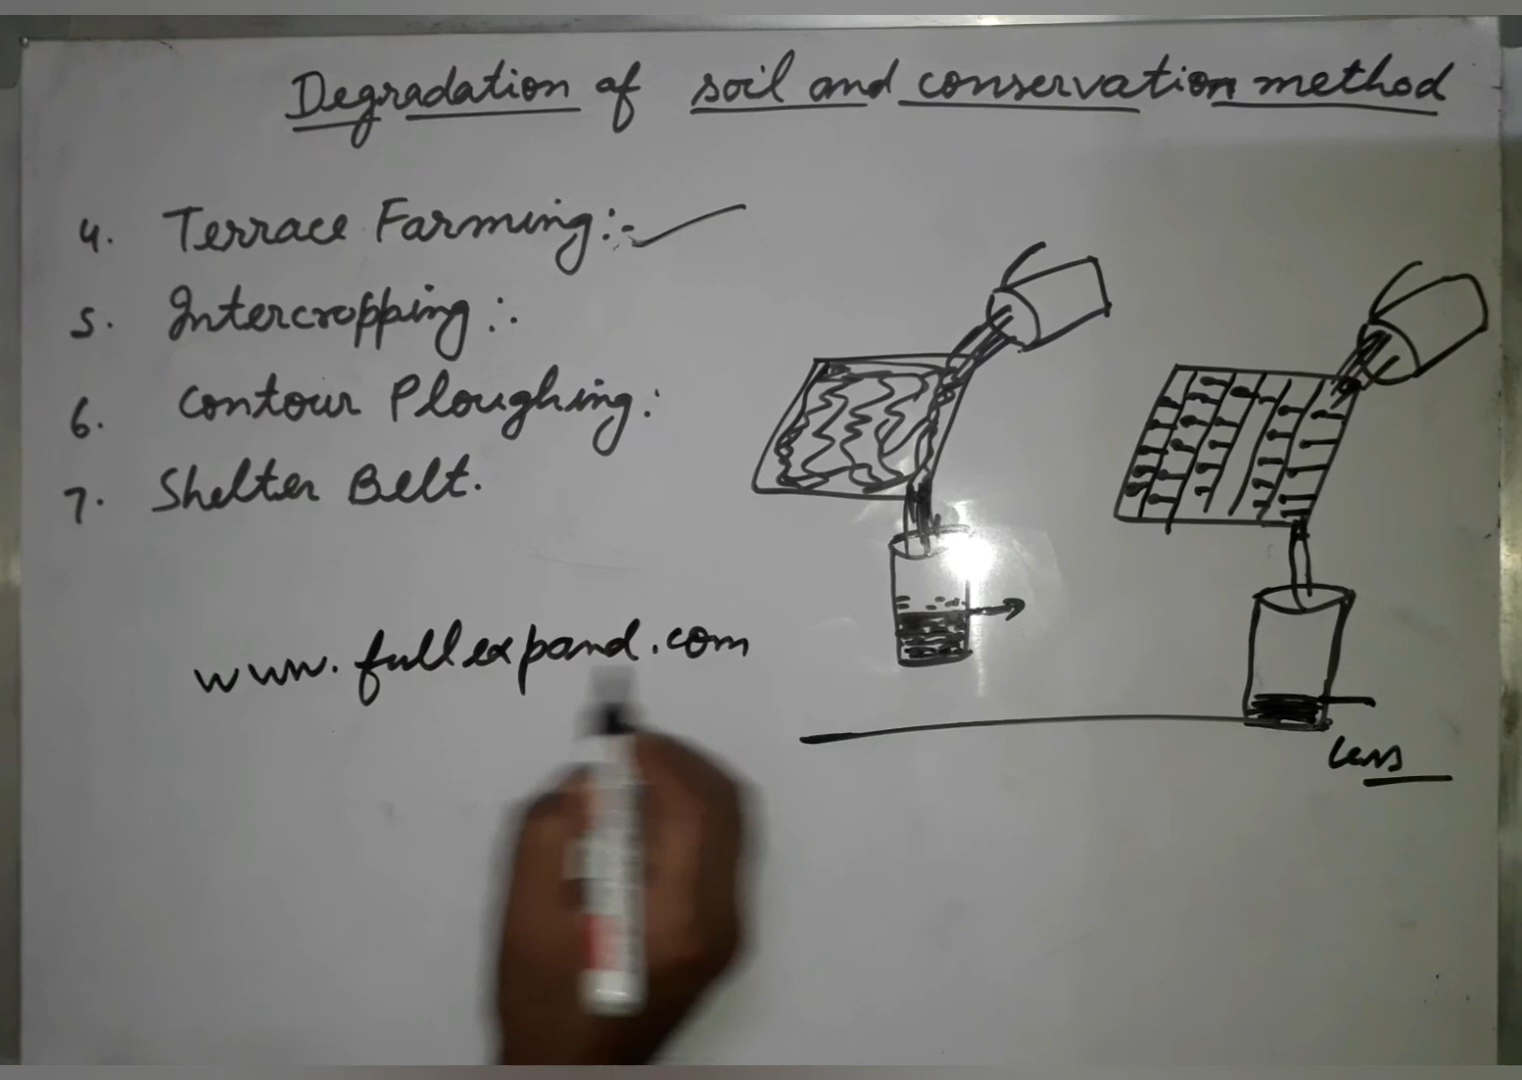 Degradation of soil and conservation method
4. Terrace Farming:-
5. Intercropping :.
6. Contour Ploughing:
7. Shelter Belt.
www.fullexpand.com
Less